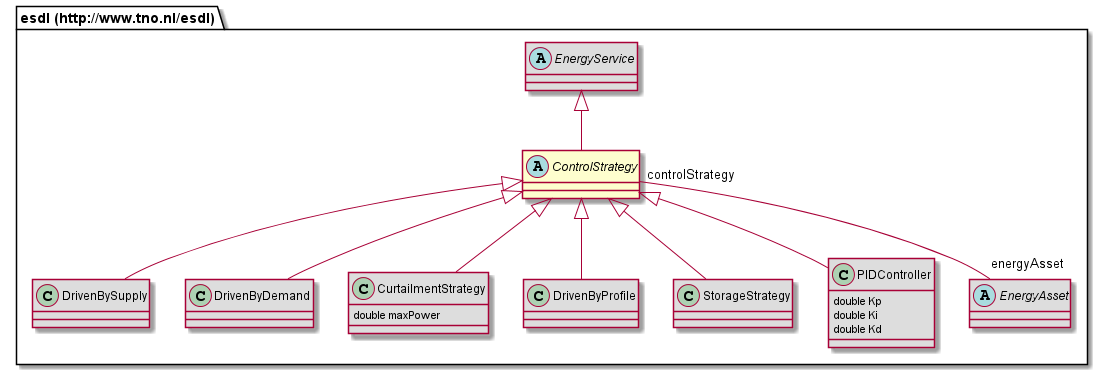 esdl (http://www.tno.nl/esdl)
A EnergyService
A ControlStrategy
controlStrategy
energyAsset
C DrivenBySupply
C DrivenByDemand
C CurtailmentStrategy
double maxPower
C DrivenByProfile
C StorageStrategy
C PIDController
double Kp
double Ki
double Kd
A EnergyAsset